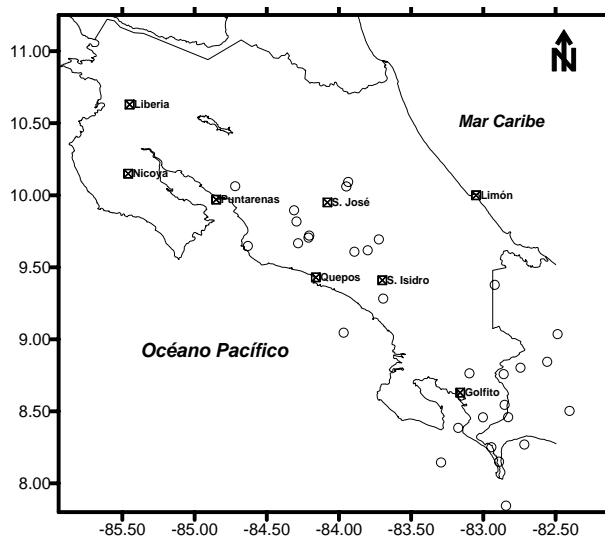 11.00
N
10.50
Liberia
Mar Caribe
Nicoya
10.00
Puntarenas
S. José
Limón
9.50
Quepos
S. Isidro
9.00
Océano Pacífico
8.50
Golfito
8.00
-85.50 -85.00 -84.50 -84.00 -83.50 -83.00 -82.50